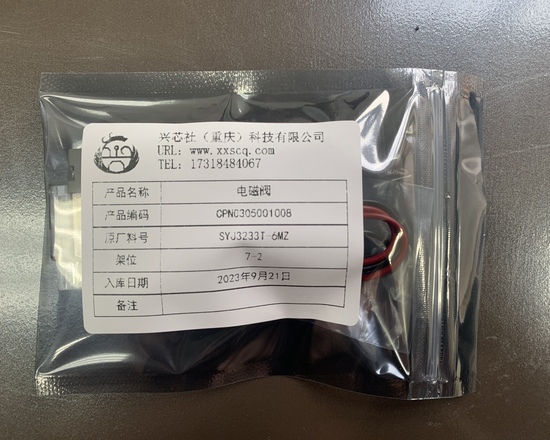 兴芯社（重庆）科技有限公司
URL: www.xxscq.com
TEL: 17318484067
产品名称 电磁阀
产品编码 CPN0305001008
原厂料号 SYJ3233T-6MZ
架位 7-2
入库日期 2023年9月21日
备注